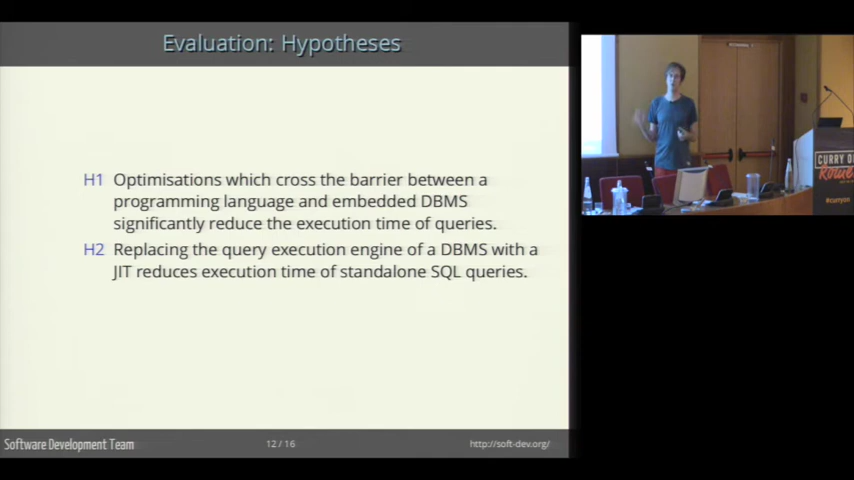 Evaluation: Hypotheses
H1 Optimisations which cross the barrier between a
programming language and embedded DBMS
significantly reduce the execution time of queries.
H2 Replacing the query execution engine of a DBMS with a
JIT reduces execution time of standalone SQL queries.
Software Development Team
12 / 16
http://soft-dev.org/
CURRY ON
Rome